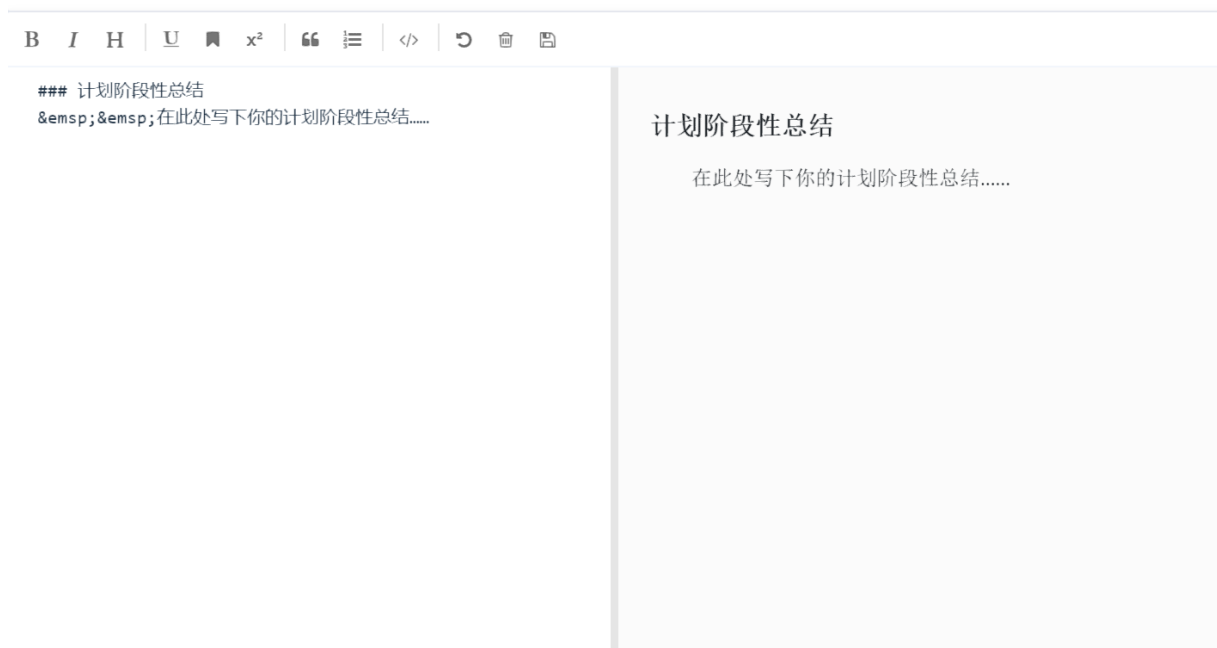 B I H U x²
### 计划阶段性总结
&emsp;&emsp;在此处写下你的计划阶段性总结……
计划阶段性总结
在此处写下你的计划阶段性总结……